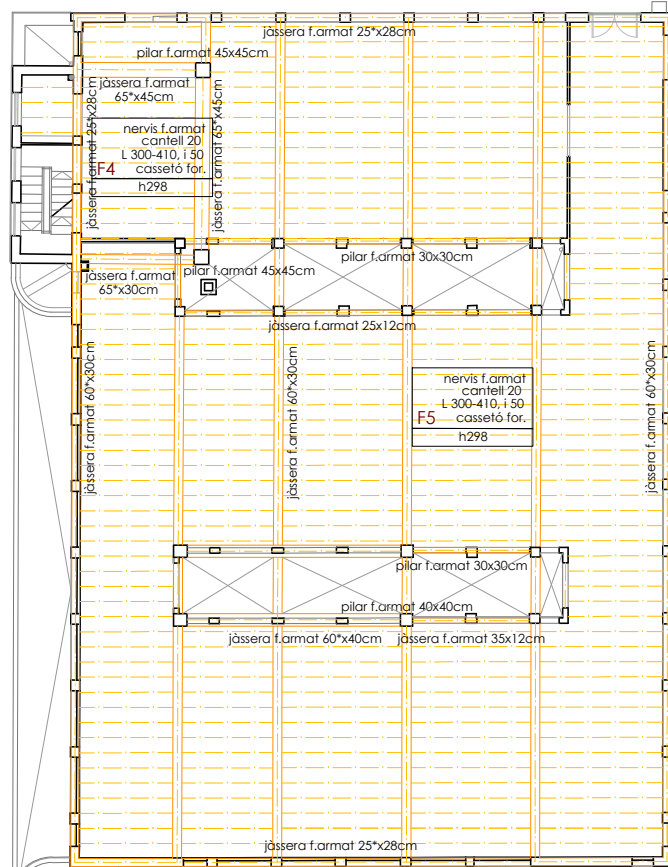 jàssera f.armat 25*x28cm
pilar f.armat 45x45cm
jàssera f.armat
65*x45cm
jàssera f.armat 25*x28cm
jàssera f.armat 65*x45cm
nervis f.armat
cantell 20
L 300-410, i 50
F4 cassetó for.
h298
pilar f.armat 30x30cm
pilar f.armat 45x45cm
jàssera f.armat
65*x30cm
jàssera f.armat 25x12cm
jàssera f.armat 60*x30cm
jàssera f.armat 60*x30cm
jàssera f.armat 60*x30cm
nervis f.armat
cantell 20
L 300-410, i 50
F5 cassetó for.
h298
pilar f.armat 30x30cm
pilar f.armat 40x40cm
jàssera f.armat 60*x40cm
jàssera f.armat 35x12cm
jàssera f.armat 25*x28cm